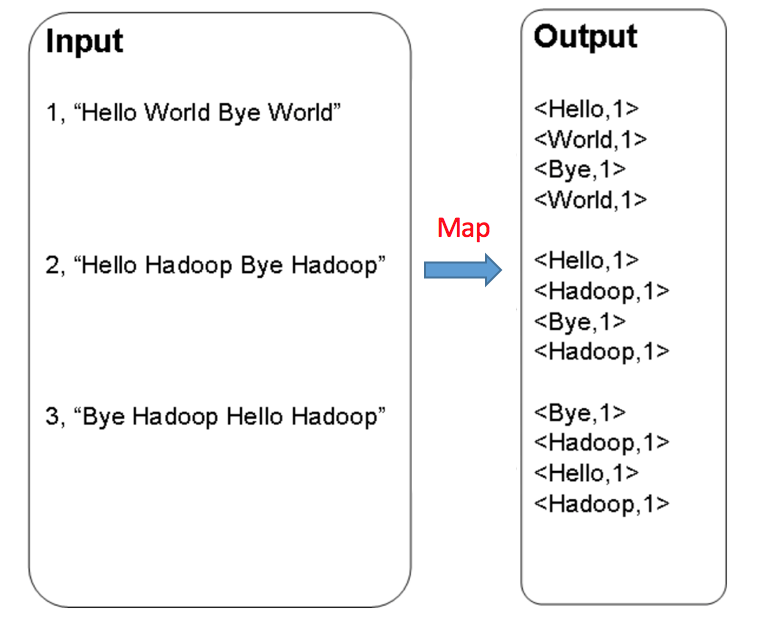 Input
1, “Hello World Bye World”
2, “Hello Hadoop Bye Hadoop”
3, “Bye Hadoop Hello Hadoop”
Map
Output
<Hello,1>
<World,1>
<Bye,1>
<World,1>
<Hello,1>
<Hadoop,1>
<Bye,1>
<Hadoop,1>
<Bye,1>
<Hadoop,1>
<Hello,1>
<Hadoop,1>